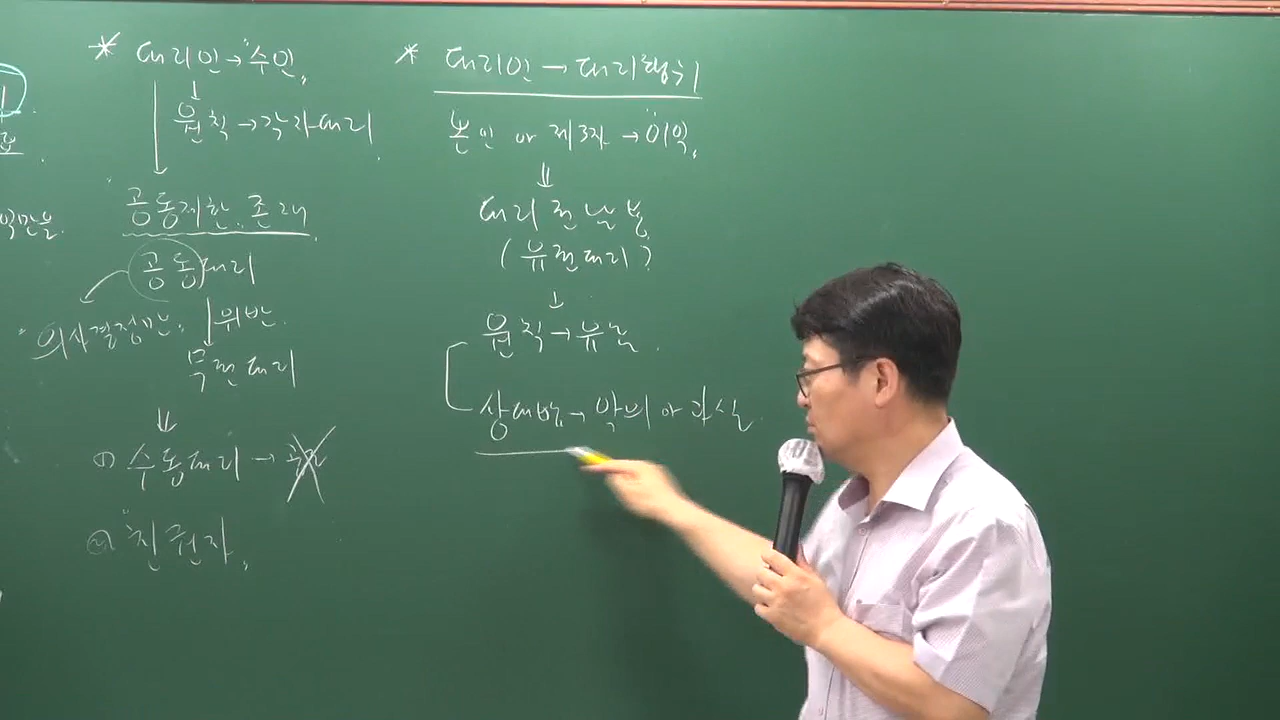 * 대리인→"수인"
↓
원칙→각자대리
공동제한 존재
공동대리
의사결정만.
위반.
무권대리
⇓
① 수동대리→
② "친권자"
만을
* 대리인→대리행위
본인 or 제3자→이익
⇓
대리권 남용
(유권대리?
↓
원칙→유효
상대방→악의 or 과실